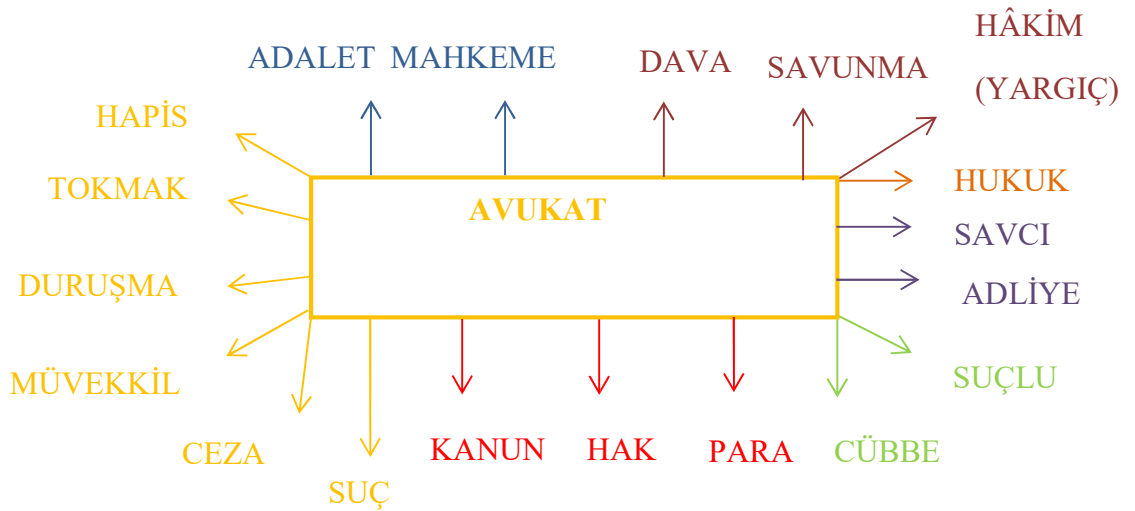 HÂKİM
(YARGIÇ)
ADALET MAHKEME
DAVA
SAVUNMA
HAPİS
TOKMAK
AVUKAT
HUKUK
SAVCI
DURUŞMA
ADLİYE
MÜVEKKİL
SUÇLU
CEZA
KANUN
HAK
PARA
CÜBBE
SUÇ